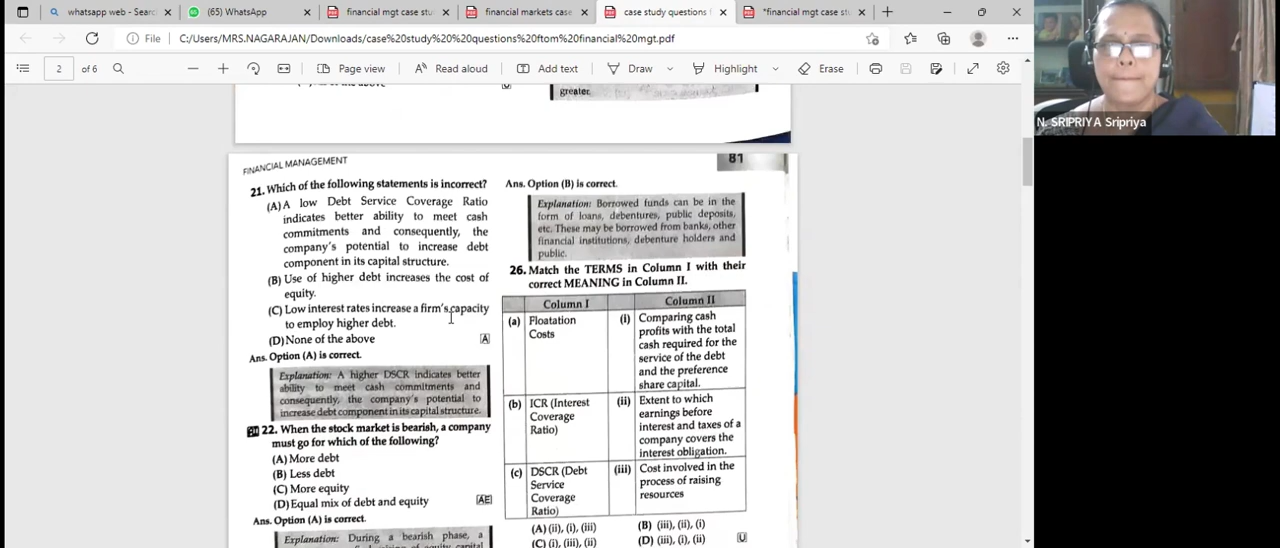 whatsapp web - Searc
(65) WhatsApp
financial mgt case stu
financial markets case
case study questions f
*financial mgt case stu
File
C:/Users/MRS.NAGARAJAN/Downloads/case%20study%20%20questions%20ftom%20financial%20mgt.pdf
2 of 6
Page view
Read aloud
Add text
Draw
Highlight
Erase
greater.
N. SRIPRIYA Sripriya
FINANCIAL MANAGEMENT
81
21. Which of the following statements is incorrect?
(A) A low Debt Service Coverage Ratio
indicates better ability to meet cash
commitments and consequently, the
company's potential to increase debt
component in its capital structure.
(B) Use of higher debt increases the cost of
equity.
(C) Low interest rates increase a firm's capacity
to employ higher debt.
(D) None of the above
A
Ans. Option (A) is correct.
Explanation: A higher DSCR indicates better
ability to meet cash commitments and
consequently, the company's potential to
increase debt component in its capital structure.
22. When the stock market is bearish, a company
must go for which of the following?
(A) More debt
(B) Less debt
(C) More equity
(D) Equal mix of debt and equity
AE
Ans. Option (A) is correct.
Explanation: During a bearish phase, a
Ans. Option (B) is correct.
Explanation: Borrowed funds can be in the
form of loans, debentures, public deposits,
etc. These may be borrowed from banks, other
financial institutions, debenture holders and
public.
26. Match the TERMS in Column I with their
correct MEANING in Column II.
Column I
Column II
(a) Floatation
Costs
(i) Comparing cash
profits with the total
cash required for the
service of the debt
and the preference
share capital.
(b) ICR (Interest
Coverage
Ratio)
(ii) Extent to which
earnings before
interest and taxes of a
company covers the
interest obligation.
(c) DSCR (Debt
Service
Coverage
Ratio)
(iii) Cost involved in the
process of raising
resources
(A) (ii), (i), (iii)
(B) (iii), (ii), (i)
(C) (i), (iii), (ii)
(D) (iii), (i), (ii)
U